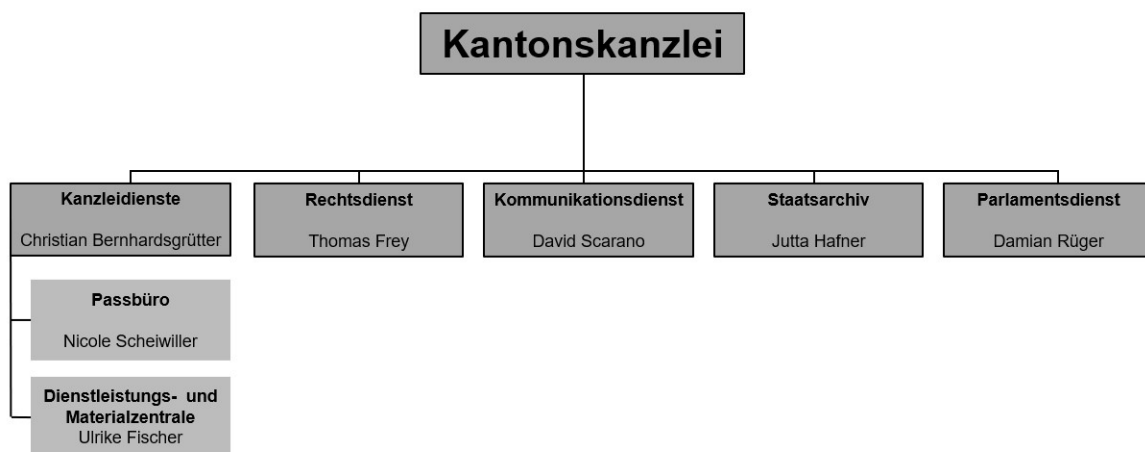 Kantonskanzlei
Kanzleidienste
Christian Bernhardsgrütter
Rechtsdienst
Thomas Frey
Kommunikationsdienst
David Scarano
Staatsarchiv
Jutta Hafner
Parlamentsdienst
Damian Rüger
Passbüro
Nicole Scheiwiller
Dienstleistungs- und
Materialzentrale
Ulrike Fischer